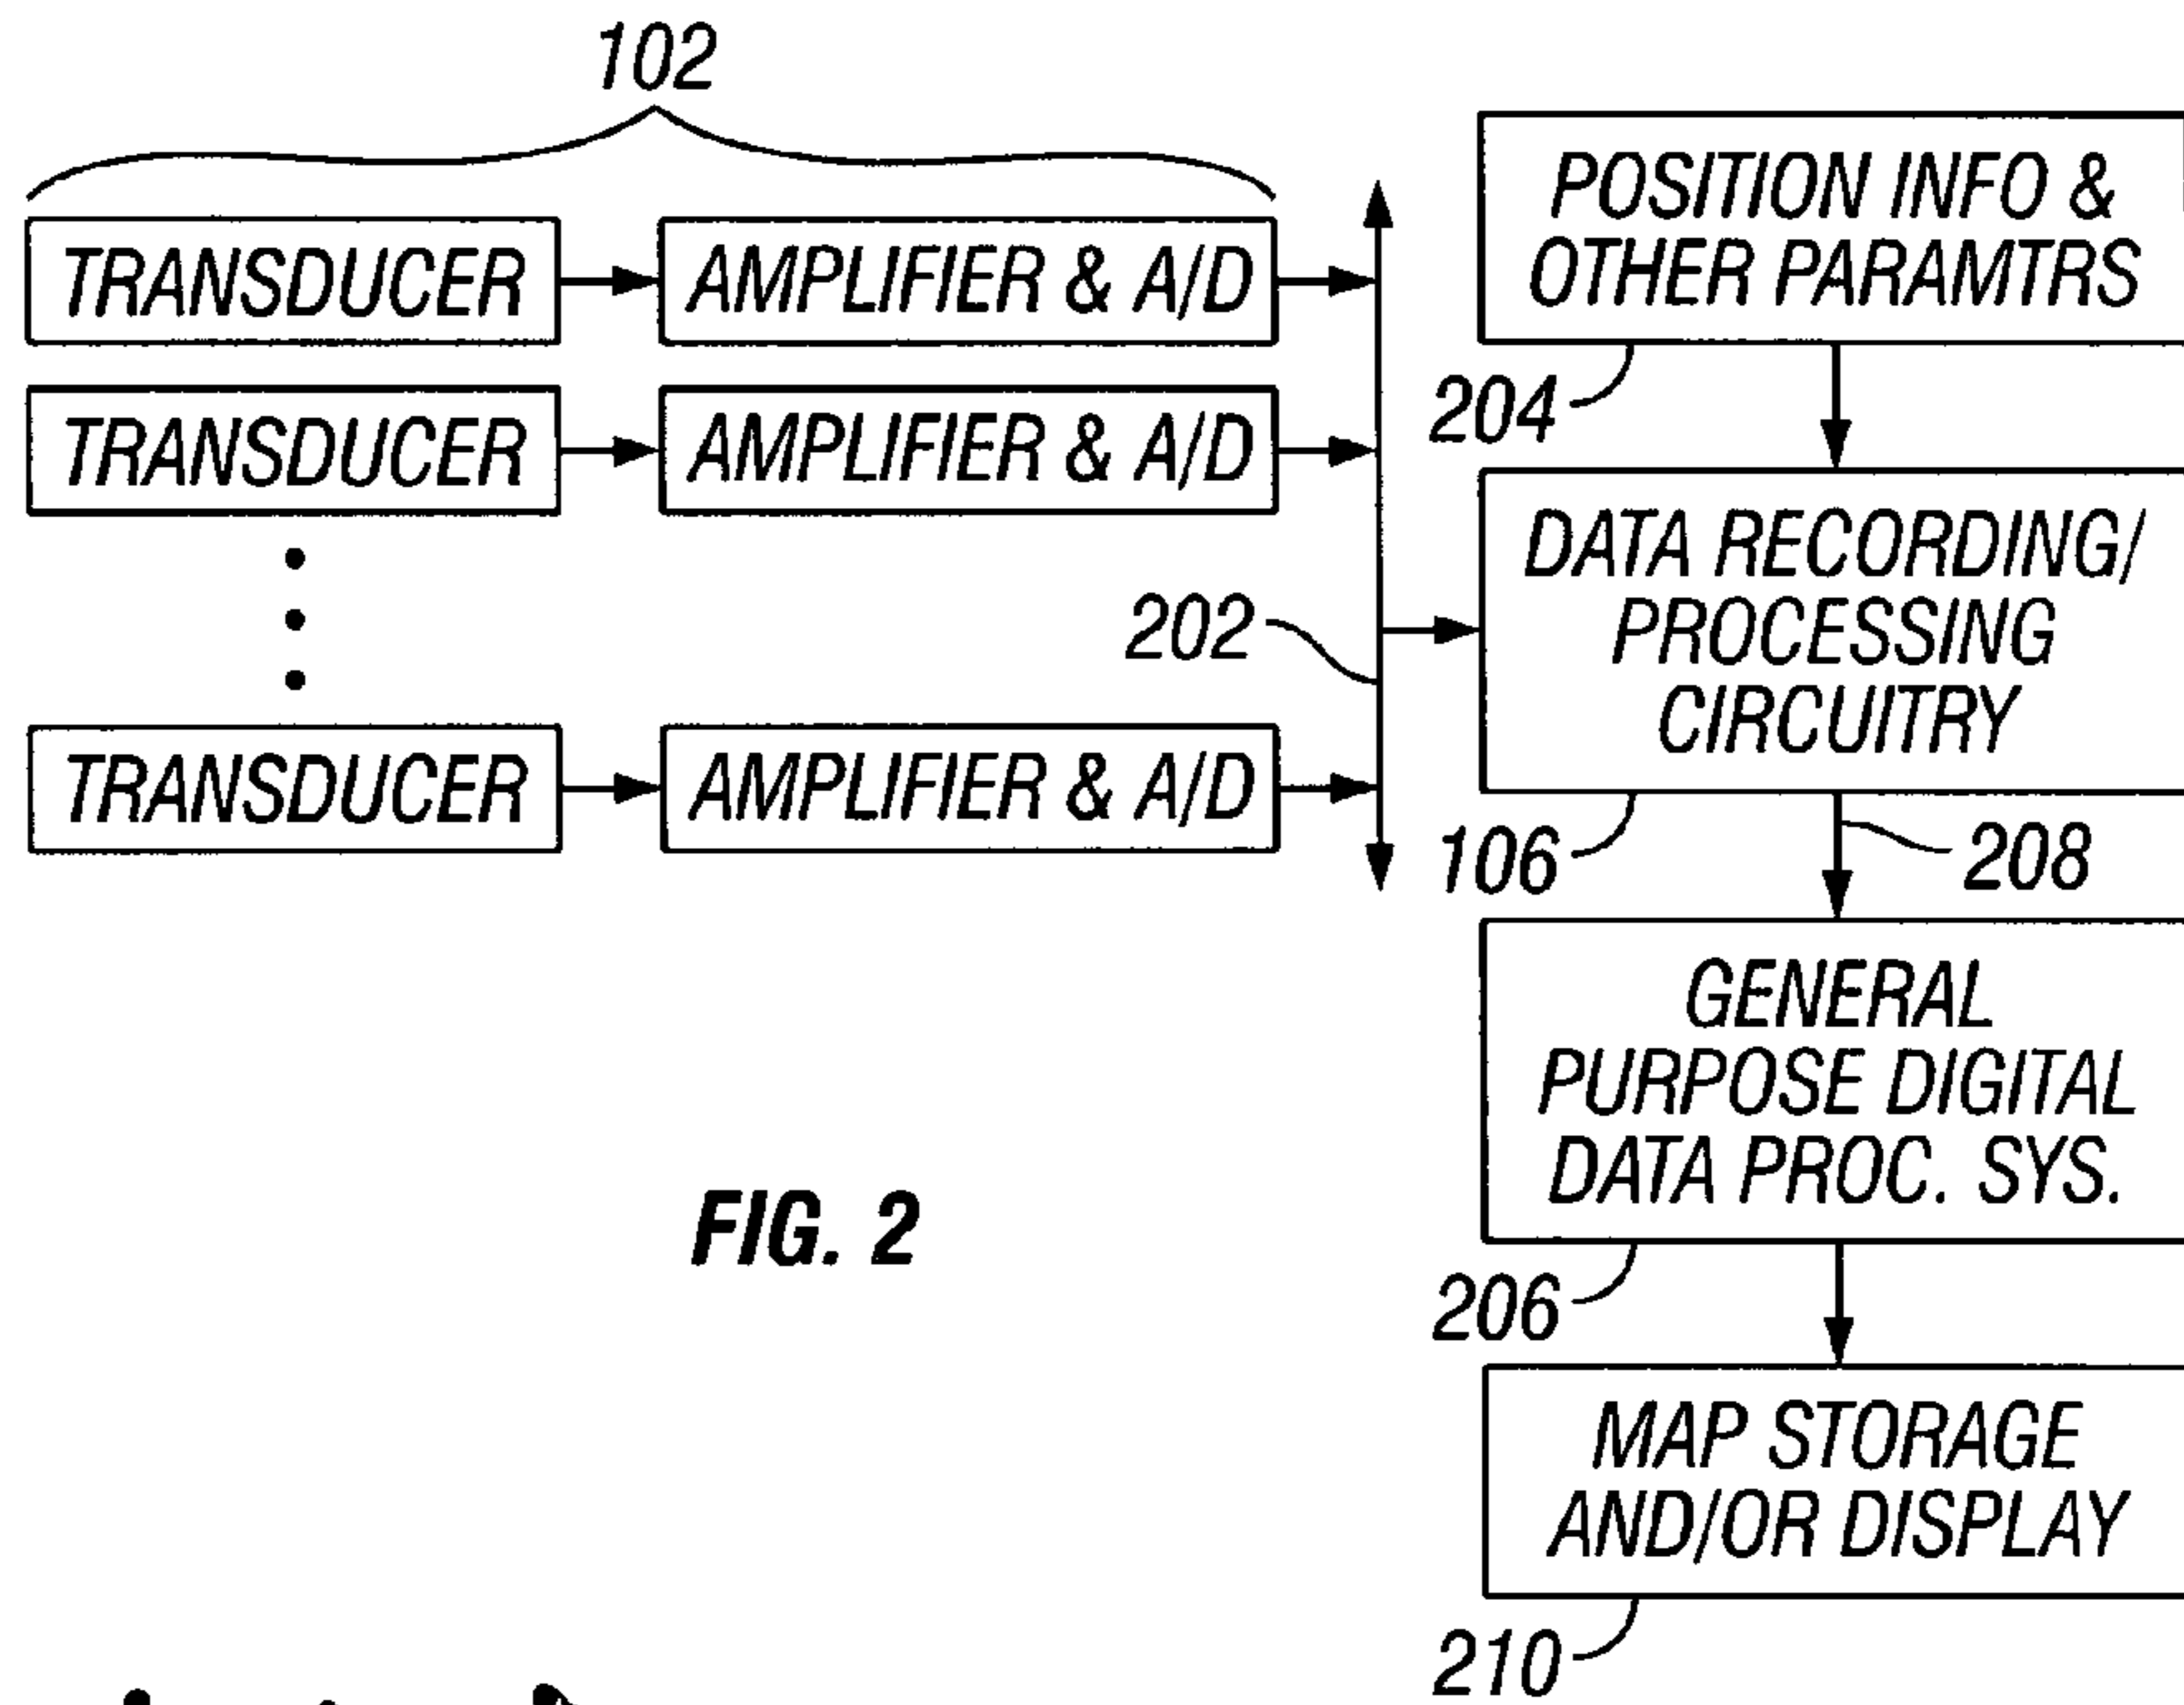 102
TRANSDUCER
AMPLIFIER & A/D
TRANSDUCER
AMPLIFIER & A/D
TRANSDUCER
AMPLIFIER & A/D
202
POSITION INFO &
OTHER PARAMTRS
204
DATA RECORDING/
PROCESSING
CIRCUITRY
106
208
GENERAL
PURPOSE DIGITAL
DATA PROC. SYS.
206
MAP STORAGE
AND/OR DISPLAY
210
FIG. 2